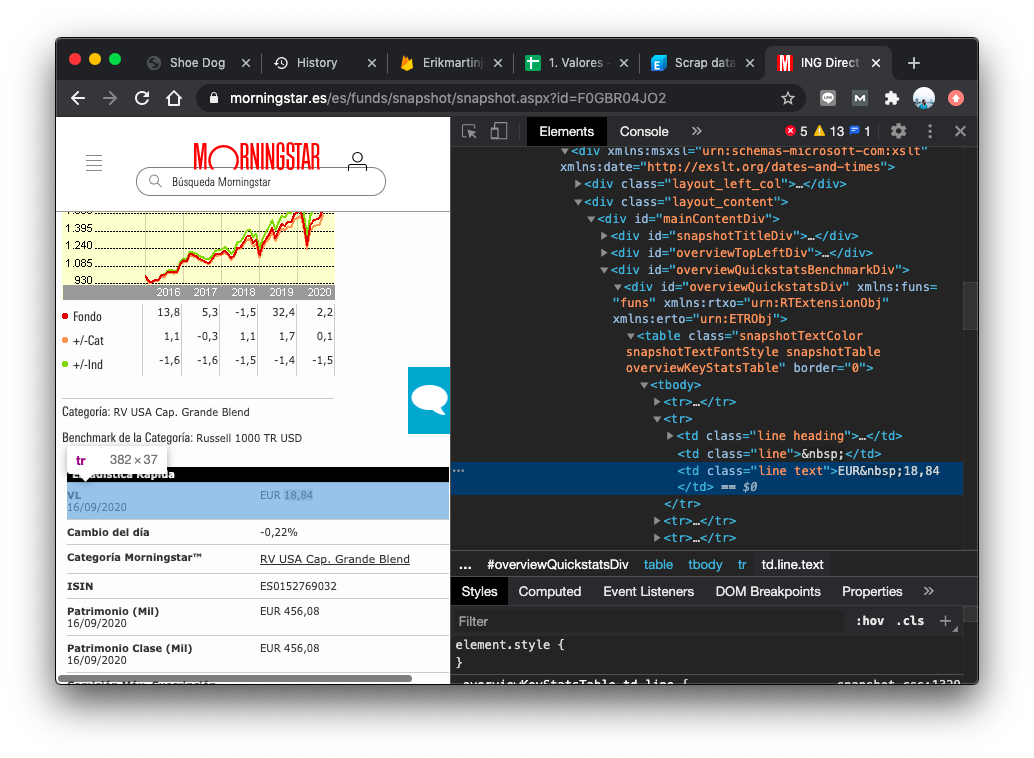 Shoe Dog
History
Erikmartinj
1. Valores -
Scrap data
ING Direct
morningstar.es/es/funds/snapshot/snapshot.aspx?id=F0GBR04JO2
MORNINGSTAR
Búsqueda Morningstar
1.395
1.240
1.085
930
2016 2017 2018 2019 2020
Fondo 13,8 5,3 -1,5 32,4 2,2
+/-Cat 1,1 -0,3 1,1 1,7 0,1
+/-Ind -1,6 -1,6 -1,5 -1,4 -1,5
Categoría: RV USA Cap. Grande Blend
Benchmark de la Categoría: Russell 1000 TR USD
tr 382 × 37
Estadística Rápida
VL EUR 18,84
16/09/2020
Cambio del día -0,22%
Categoría Morningstar™ RV USA Cap. Grande Blend
ISIN ES0152769032
Patrimonio (Mil) EUR 456,08
16/09/2020
Patrimonio Clase (Mil) EUR 456,08
16/09/2020
Elements Console » 5 13 1
<div xmlns:msxsl="urn:schemas-microsoft-com:xslt"
xmlns:date="http://exslt.org/dates-and-times">
<div class="layout_left_col">…</div>
<div class="layout_content">
<div id="mainContentDiv">
<div id="snapshotTitleDiv">…</div>
<div id="overviewTopLeftDiv">…</div>
<div id="overviewQuickstatsBenchmarkDiv">
<div id="overviewQuickstatsDiv" xmlns:funs=
"funs" xmlns:rtxo="urn:RTExtensionObj"
xmlns:erto="urn:ETRObj">
<table class="snapshotTextColor
snapshotTextFontStyle snapshotTable
overviewKeyStatsTable" border="0">
<tbody>
<tr>…</tr>
<tr>
<td class="line heading">…</td>
<td class="line">&nbsp;</td>
<td class="line text">EUR&nbsp;18,84
</td> == $0
</tr>
<tr>…</tr>
<tr>…</tr>
... #overviewQuickstatsDiv table tbody tr td.line.text
Styles Computed Event Listeners DOM Breakpoints Properties »
Filter :hov .cls +
element.style {
}
.overviewKeyStatsTable td.line {